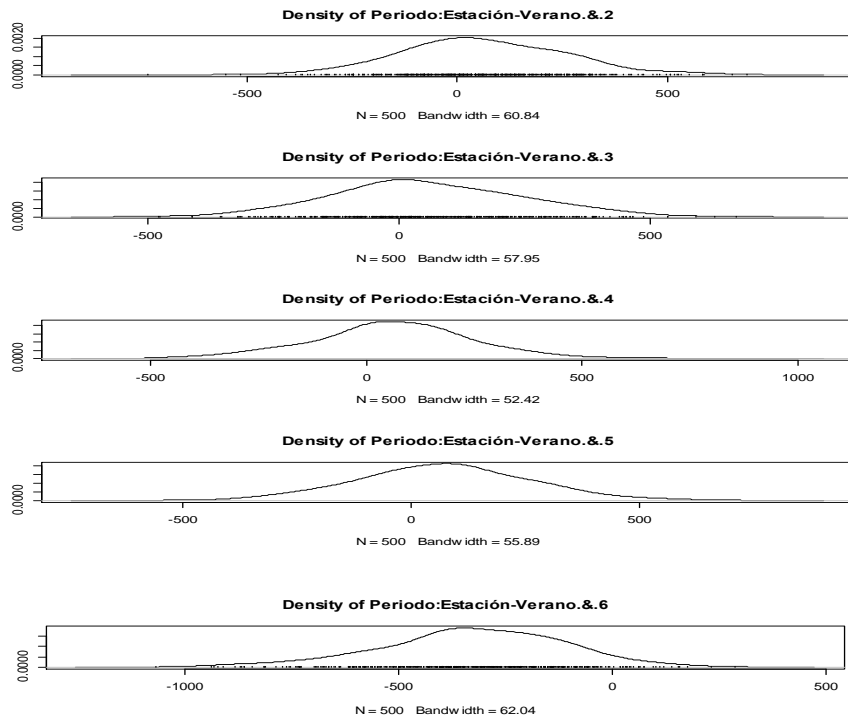 Density of Periodo:Estación-Verano.&.2
0.0000 0.0020
-500 0 500
N = 500 Bandwidth = 60.84
Density of Periodo:Estación-Verano.&.3
0.0000
-500 0 500
N = 500 Bandwidth = 57.95
Density of Periodo:Estación-Verano.&.4
0.0000
-500 0 500 1000
N = 500 Bandwidth = 52.42
Density of Periodo:Estación-Verano.&.5
0.0000
-500 0 500
N = 500 Bandwidth = 55.89
Density of Periodo:Estación-Verano.&.6
0.0000
-1000 -500 0 500
N = 500 Bandwidth = 62.04